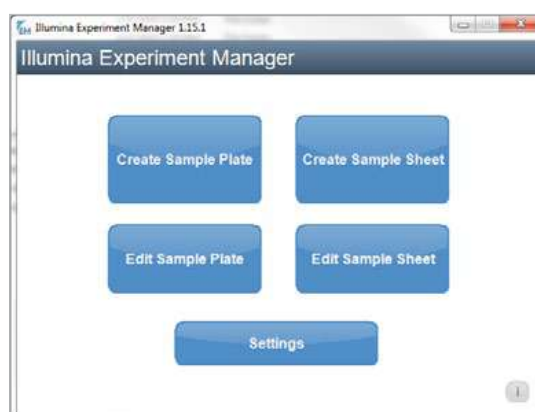 Illumina Experiment Manager 1.15.1
Illumina Experiment Manager
Create Sample Plate
Create Sample Sheet
Edit Sample Plate
Edit Sample Sheet
Settings
i